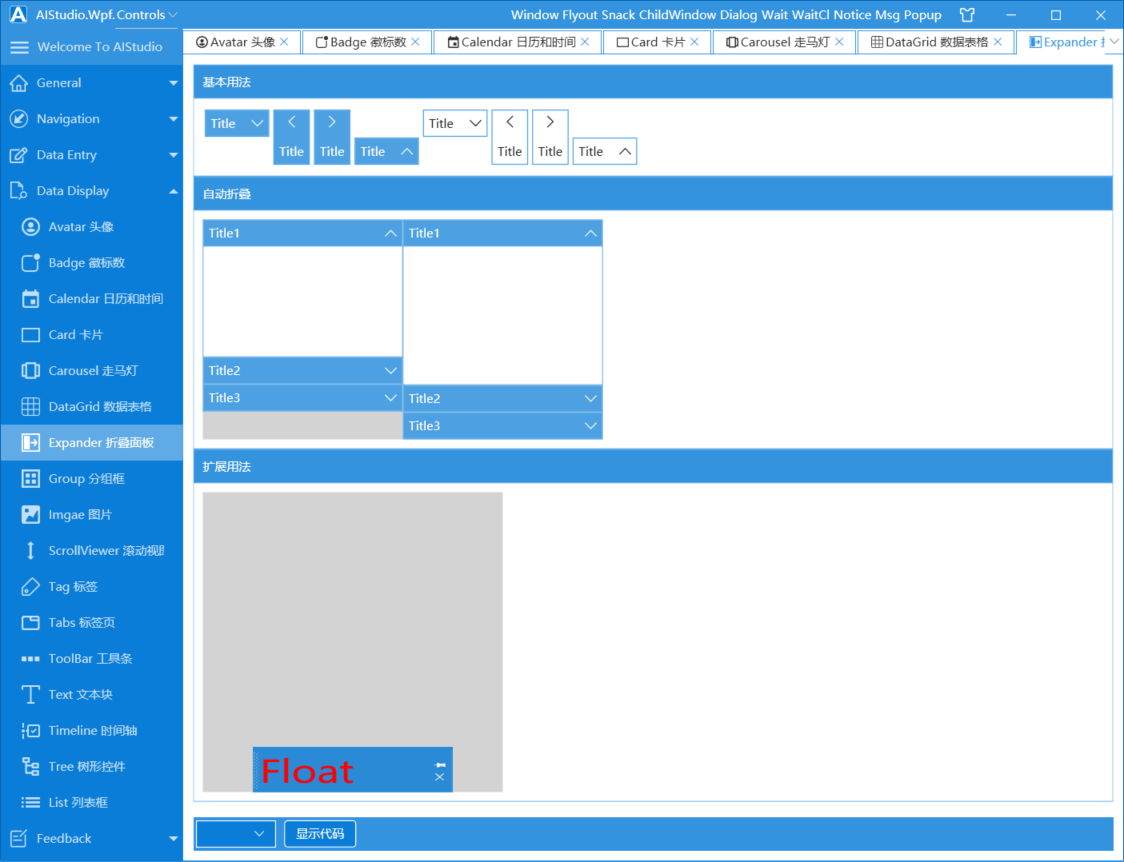 AIStudio.Wpf.Controls
Window Flyout Snack ChildWindow Dialog Wait WaitCl Notice Msg Popup
Welcome To AIStudio
General
Navigation
Data Entry
Data Display
Avatar 头像
Badge 徽标数
Calendar 日历和时间
Card 卡片
Carousel 走马灯
DataGrid 数据表格
Expander 折叠面板
Group 分组框
Imgae 图片
ScrollViewer 滚动视
Tag 标签
Tabs 标签页
ToolBar 工具条
Text 文本块
Timeline 时间轴
Tree 树形控件
List 列表框
Feedback
Avatar 头像
Badge 徽标数
Calendar 日历和时间
Card 卡片
Carousel 走马灯
DataGrid 数据表格
Expander
基本用法
Title
Title
Title
Title
Title
Title
Title
Title
自动折叠
Title1
Title2
Title3
Title1
Title2
Title3
扩展用法
Float
显示代码